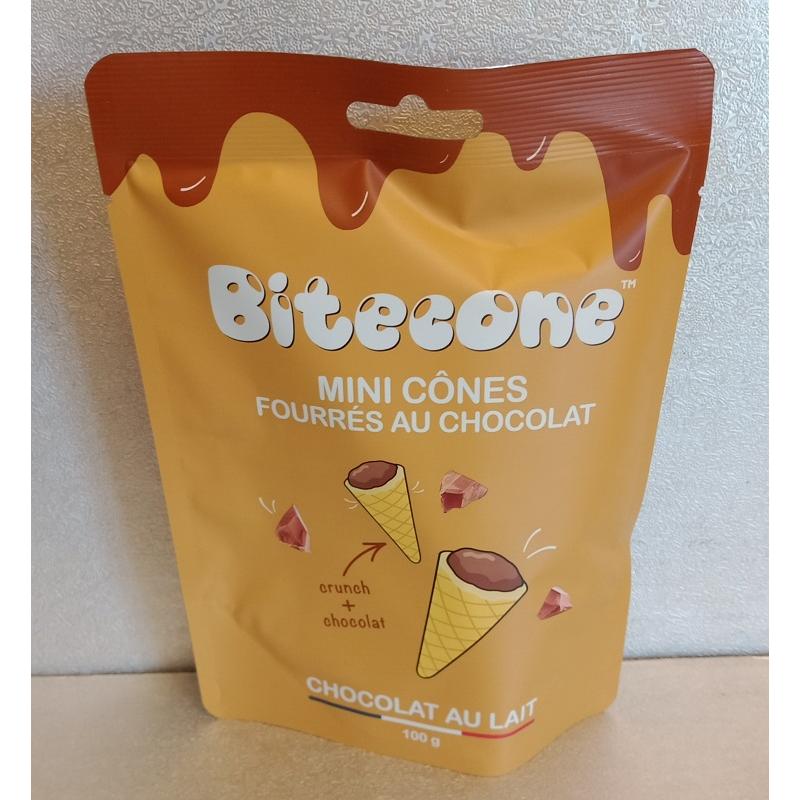 Bitecone™
MINI CÔNES
FOURRÉS AU CHOCOLAT
crunch
+
chocolat
CHOCOLAT AU LAIT
100 g